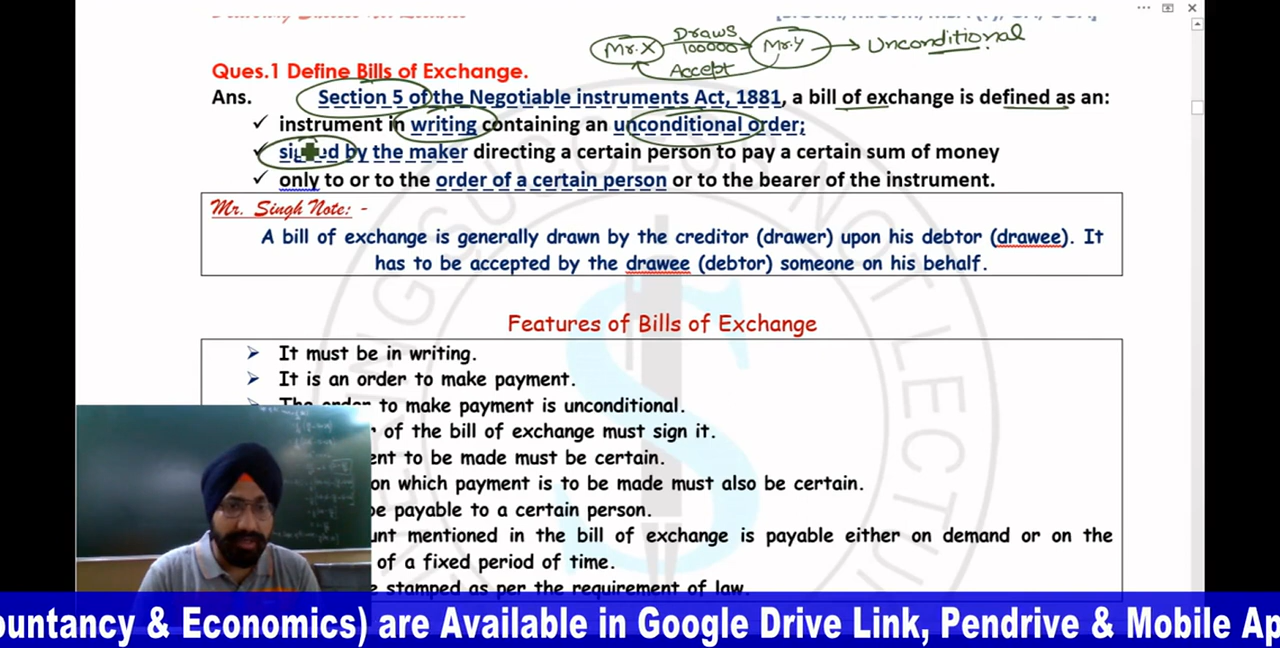 Mr.X Draws 100000 Accept Mr.Y → Unconditional
Ques.1 Define Bills of Exchange.
Ans. Section 5 of the Negotiable instruments Act, 1881, a bill of exchange is defined as an:
✓ instrument in writing containing an unconditional order;
✓ signed by the maker directing a certain person to pay a certain sum of money
✓ only to or to the order of a certain person or to the bearer of the instrument.
Mr. Singh Note: -
A bill of exchange is generally drawn by the creditor (drawer) upon his debtor (drawee). It
has to be accepted by the drawee (debtor) someone on his behalf.
Features of Bills of Exchange
➢ It must be in writing.
➢ It is an order to make payment.
to make payment is unconditional.
of the bill of exchange must sign it.
to be made must be certain.
on which payment is to be made must also be certain.
payable to a certain person.
mentioned in the bill of exchange is payable either on demand or on the
of a fixed period of time.
stamped as per the requirement of law.
& Economics) are Available in Google Drive Link, Pendrive & Mobile Ap